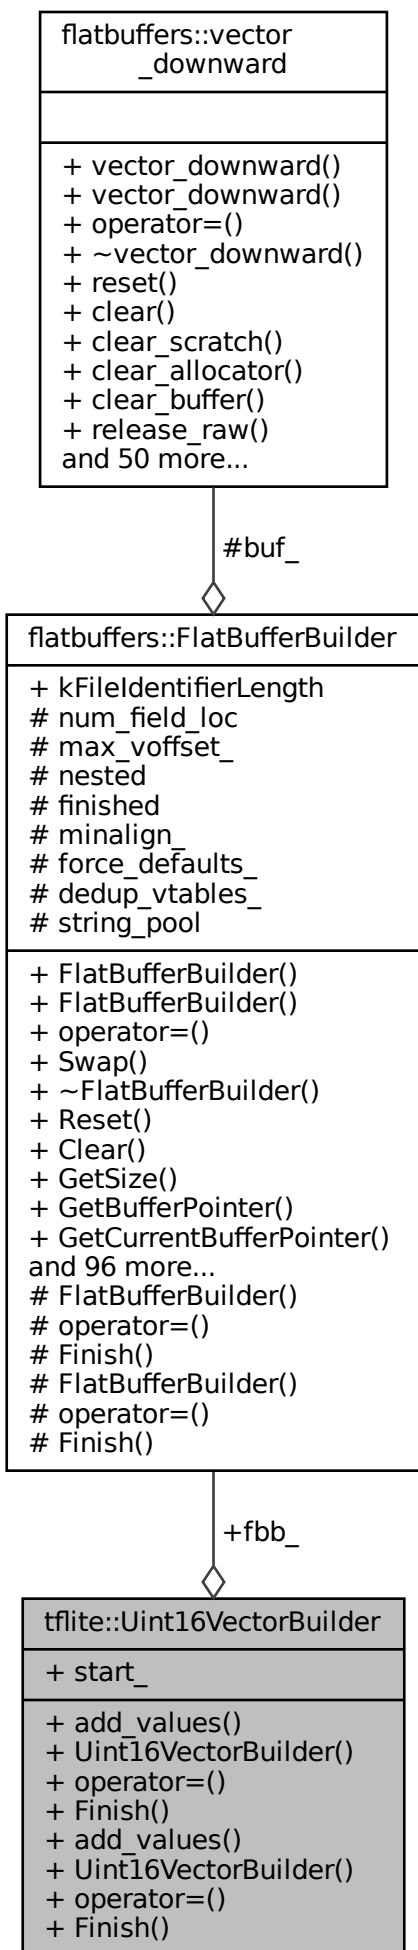 flatbuffers::vector
_downward
+ vector_downward()
+ vector_downward()
+ operator=()
+ ~vector_downward()
+ reset()
+ clear()
+ clear_scratch()
+ clear_allocator()
+ clear_buffer()
+ release_raw()
and 50 more...
#buf_
flatbuffers::FlatBufferBuilder
+ kFileIdentifierLength
# num_field_loc
# max_voffset_
# nested
# finished
# minalign_
# force_defaults_
# dedup_vtables_
# string_pool
+ FlatBufferBuilder()
+ FlatBufferBuilder()
+ operator=()
+ Swap()
+ ~FlatBufferBuilder()
+ Reset()
+ Clear()
+ GetSize()
+ GetBufferPointer()
+ GetCurrentBufferPointer()
and 96 more...
# FlatBufferBuilder()
# operator=()
# Finish()
# FlatBufferBuilder()
# operator=()
# Finish()
+fbb_
tflite::Uint16VectorBuilder
+ start_
+ add_values()
+ Uint16VectorBuilder()
+ operator=()
+ Finish()
+ add_values()
+ Uint16VectorBuilder()
+ operator=()
+ Finish()